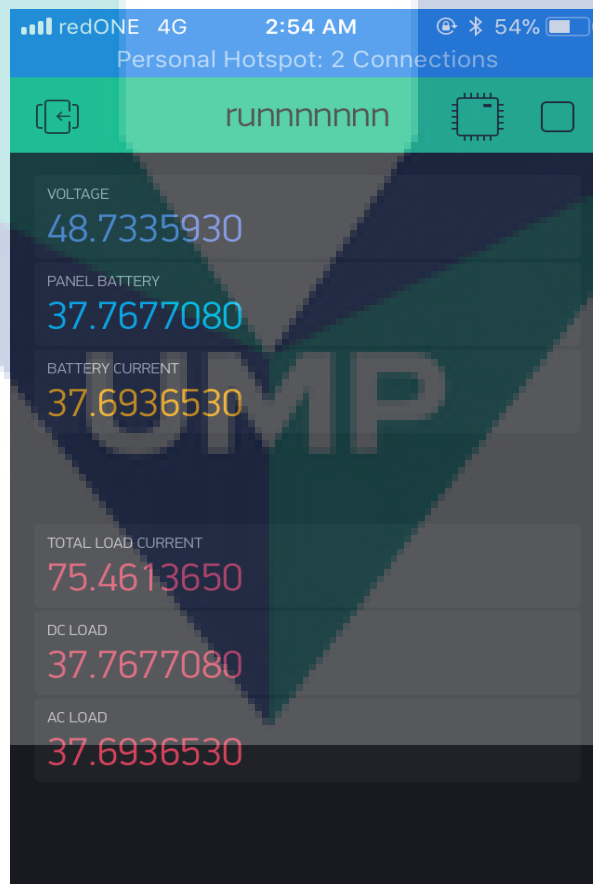 redONE 4G 2:54 AM 54%
Personal Hotspot: 2 Connections
runnnnnnn
VOLTAGE
48.7335930
PANEL BATTERY
37.7677080
BATTERY CURRENT
37.6936530
UMP
TOTAL LOAD CURRENT
75.4613650
DC LOAD
37.7677080
AC LOAD
37.6936530